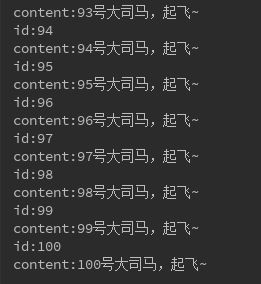 content:93号大司马，起飞~
id:94
content:94号大司马，起飞~
id:95
content:95号大司马，起飞~
id:96
content:96号大司马，起飞~
id:97
content:97号大司马，起飞~
id:98
content:98号大司马，起飞~
id:99
content:99号大司马，起飞~
id:100
content:100号大司马，起飞~